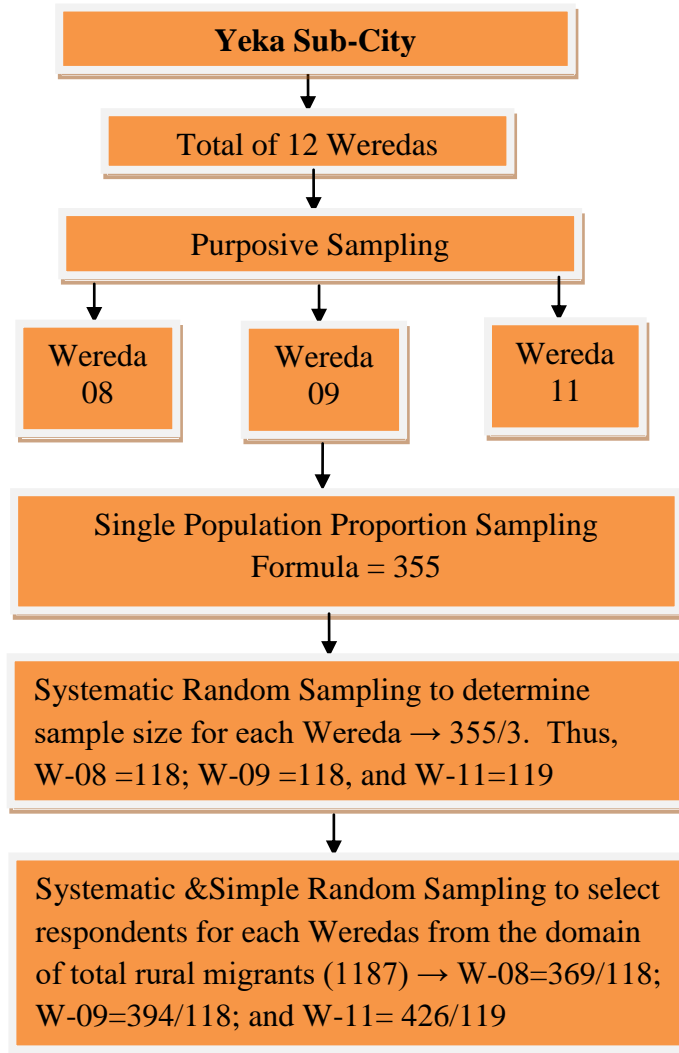 Yeka Sub-City
Total of 12 Weredas
Purposive Sampling
Wereda
08
Wereda
09
Wereda
11
Single Population Proportion Sampling
Formula = 355
Systematic Random Sampling to determine
sample size for each Wereda → 355/3.  Thus,
W-08 =118; W-09 =118, and W-11=119
Systematic &Simple Random Sampling to select
respondents for each Weredas from the domain
of total rural migrants (1187) → W-08=369/118;
W-09=394/118; and W-11= 426/119